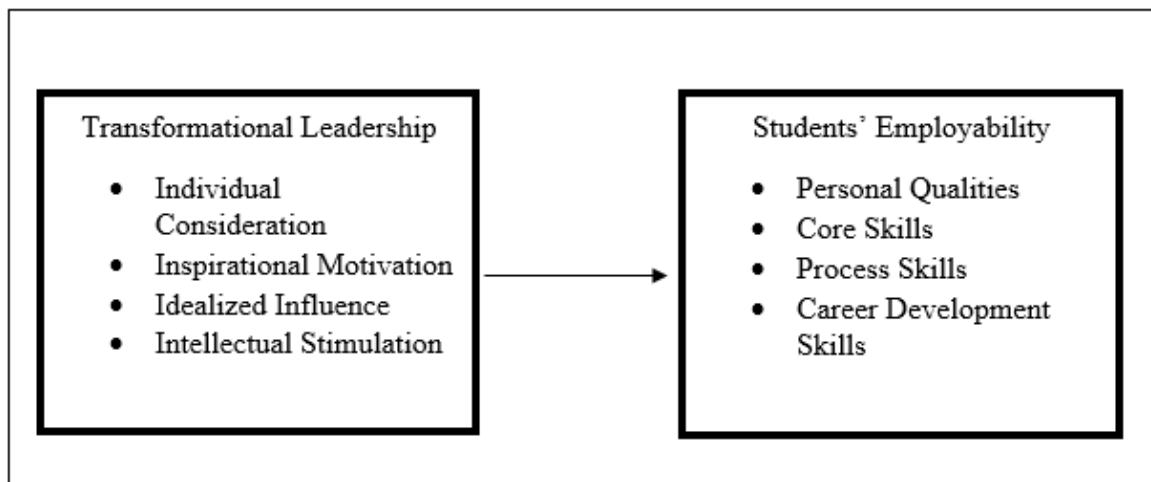 Transformational Leadership
• Individual
Consideration
• Inspirational Motivation
• Idealized Influence
• Intellectual Stimulation
Students’ Employability
• Personal Qualities
• Core Skills
• Process Skills
• Career Development
Skills